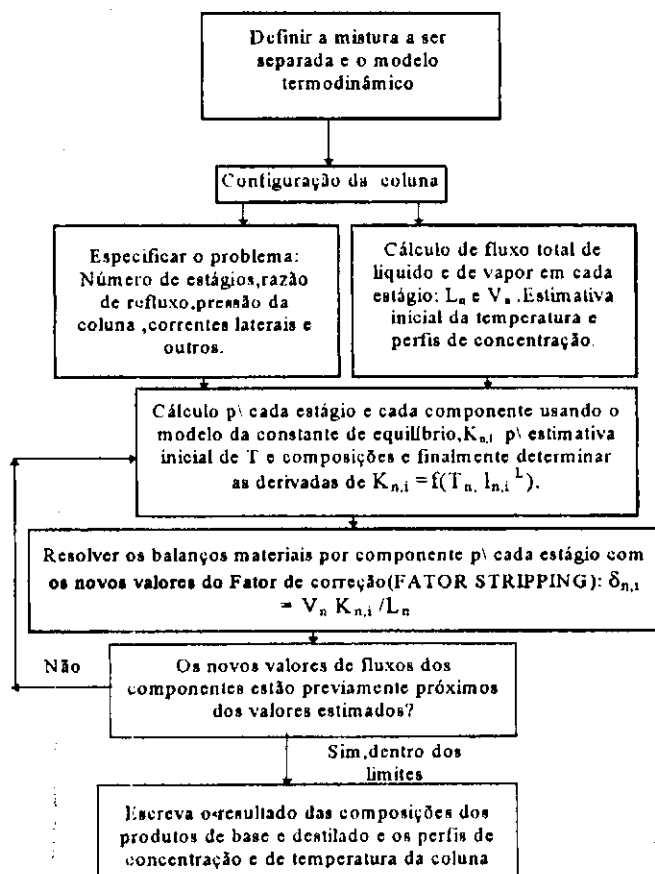 Definir a mistura a ser
separada e o modelo
termodinâmico
Configuração da coluna
Especificar o problema:
Número de estágios,razão
de refluxo,pressão da
coluna ,correntes laterais e
outros.
Cálculo de fluxo total de
líquido e de vapor em cada
estágio: Lₙ e Vₙ .Estimativa
inicial da temperatura e
perfis de concentração.
Cálculo p\ cada estágio e cada componente usando o
modelo da constante de equilíbrio,Kₙ,ᵢ p\ estimativa
inicial de T e composições e finalmente determinar
as derivadas de Kₙ,ᵢ =f(Tₙ, lₙ,ᵢ ᴸ).
Resolver os balanços materiais por componente p\ cada estágio com
os novos valores do Fator de correção(FATOR STRIPPING): δₙ,ᵢ
= Vₙ Kₙ,ᵢ /Lₙ
Não
Os novos valores de fluxos dos
componentes estão previamente próximos
dos valores estimados?
Sim,dentro dos
limites
Escreva o resultado das composições dos
produtos de base e destilado e os perfis de
concentração e de temperatura da coluna